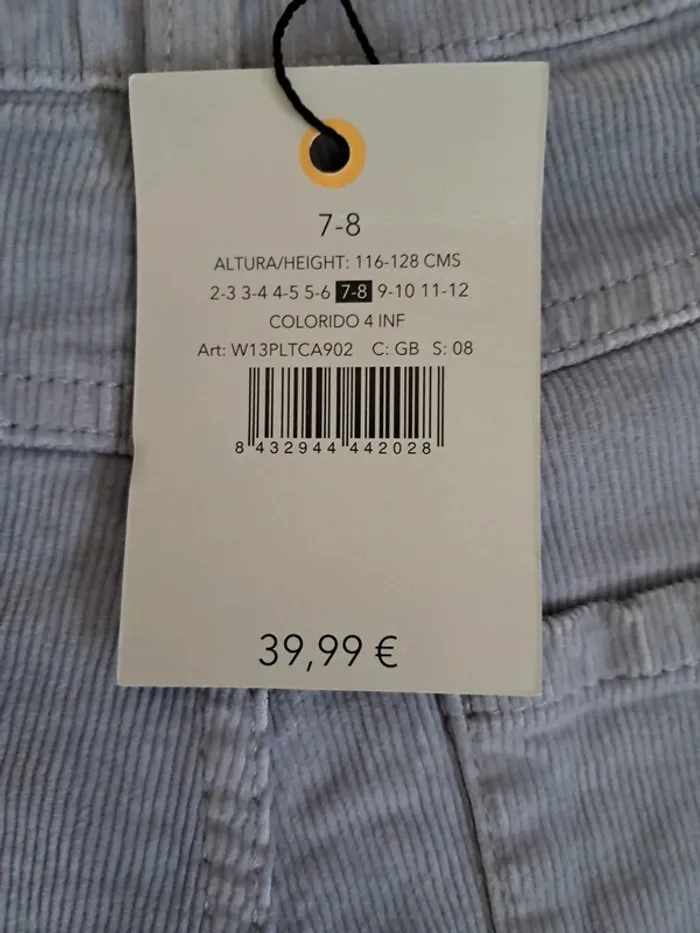 7-8
ALTURA/HEIGHT: 116-128 CMS
2-3 3-4 4-5 5-6 7-8 9-10 11-12
COLORIDO 4 INF
Art: W13PLTCA902 C: GB S: 08
8 432944 442028
39,99 €